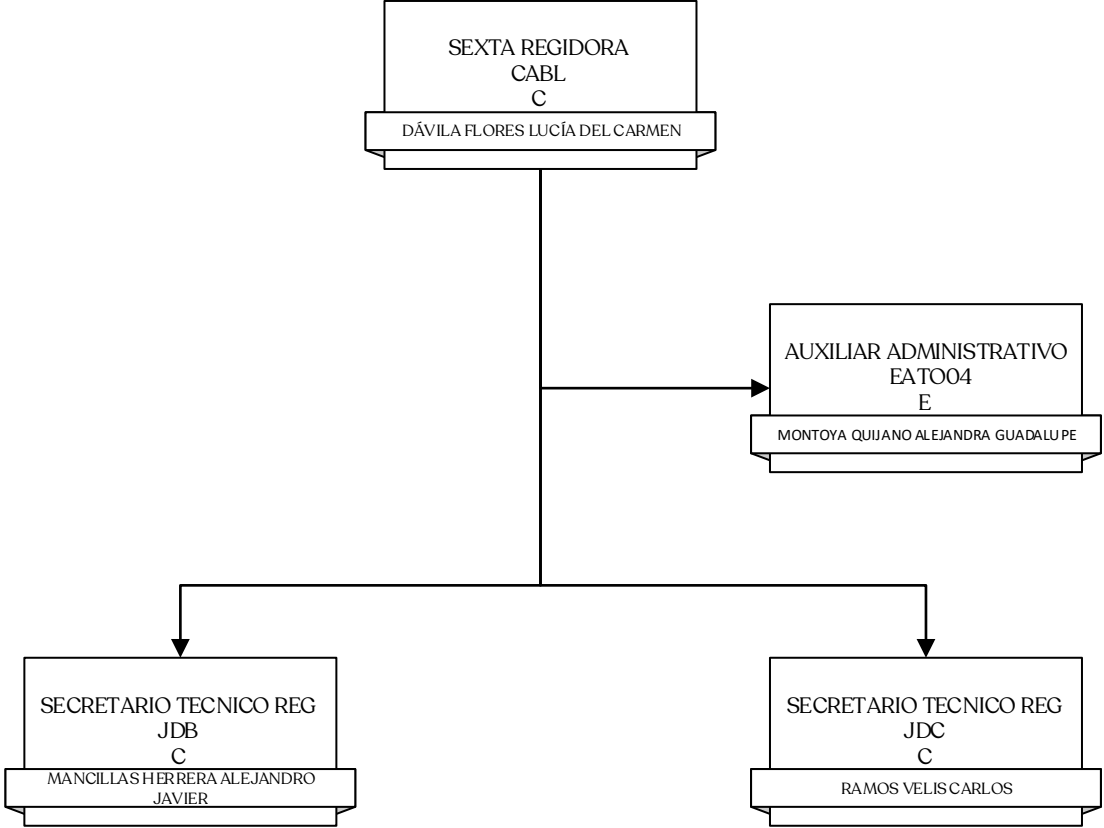 SEXTA REGIDORA
CABL
C
DÁVILA FLORES LUCÍA DEL CARMEN
AUXILIAR ADMINISTRATIVO
EATO04
E
MONTOYA QUIJANO ALEJANDRA GUADALUPE
SECRETARIO TECNICO REG
JDB
C
MANCILLAS HERRERA ALEJANDRO
JAVIER
SECRETARIO TECNICO REG
JDC
C
RAMOS VELIS CARLOS